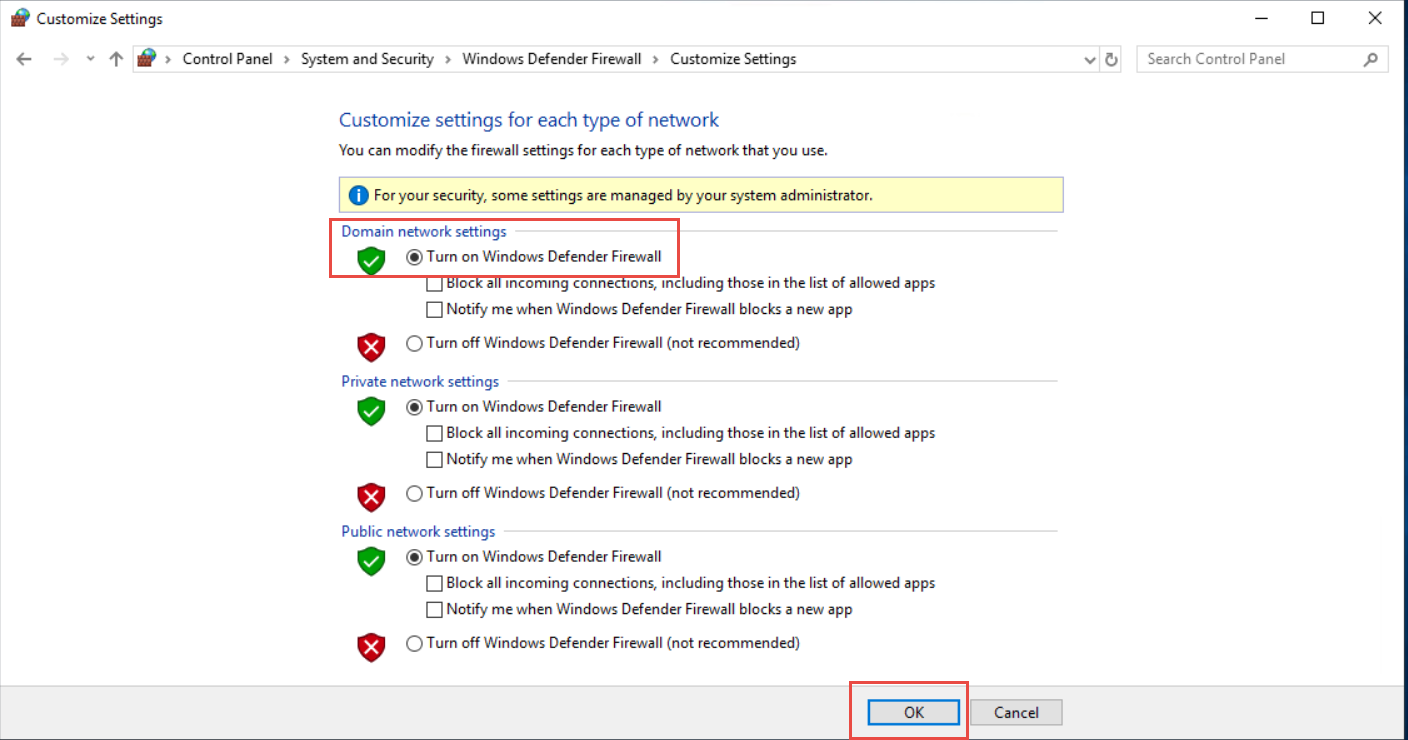 Customize Settings
Control Panel > System and Security > Windows Defender Firewall > Customize Settings
Search Control Panel
Customize settings for each type of network
You can modify the firewall settings for each type of network that you use.
For your security, some settings are managed by your system administrator.
Domain network settings
Turn on Windows Defender Firewall
Block all incoming connections, including those in the list of allowed apps
Notify me when Windows Defender Firewall blocks a new app
Turn off Windows Defender Firewall (not recommended)
Private network settings
Turn on Windows Defender Firewall
Block all incoming connections, including those in the list of allowed apps
Notify me when Windows Defender Firewall blocks a new app
Turn off Windows Defender Firewall (not recommended)
Public network settings
Turn on Windows Defender Firewall
Block all incoming connections, including those in the list of allowed apps
Notify me when Windows Defender Firewall blocks a new app
Turn off Windows Defender Firewall (not recommended)
OK Cancel